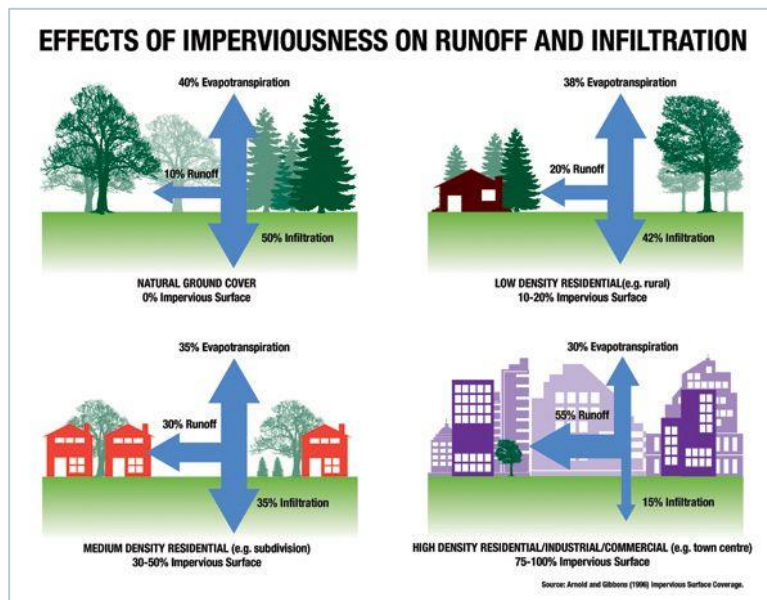 EFFECTS OF IMPERVIOUSNESS ON RUNOFF AND INFILTRATION
40% Evapotranspiration
10% Runoff
50% Infiltration
NATURAL GROUND COVER
0% Impervious Surface
38% Evapotranspiration
20% Runoff
42% Infiltration
LOW DENSITY RESIDENTIAL(e.g. rural)
10-20% Impervious Surface
35% Evapotranspiration
30% Runoff
35% Infiltration
MEDIUM DENSITY RESIDENTIAL (e.g. subdivision)
30-50% Impervious Surface
30% Evapotranspiration
55% Runoff
15% Infiltration
HIGH DENSITY RESIDENTIAL/INDUSTRIAL/COMMERCIAL (e.g. town centre)
75-100% Impervious Surface
Source: Arnold and Gibbons (1996) Impervious Surface Coverage.